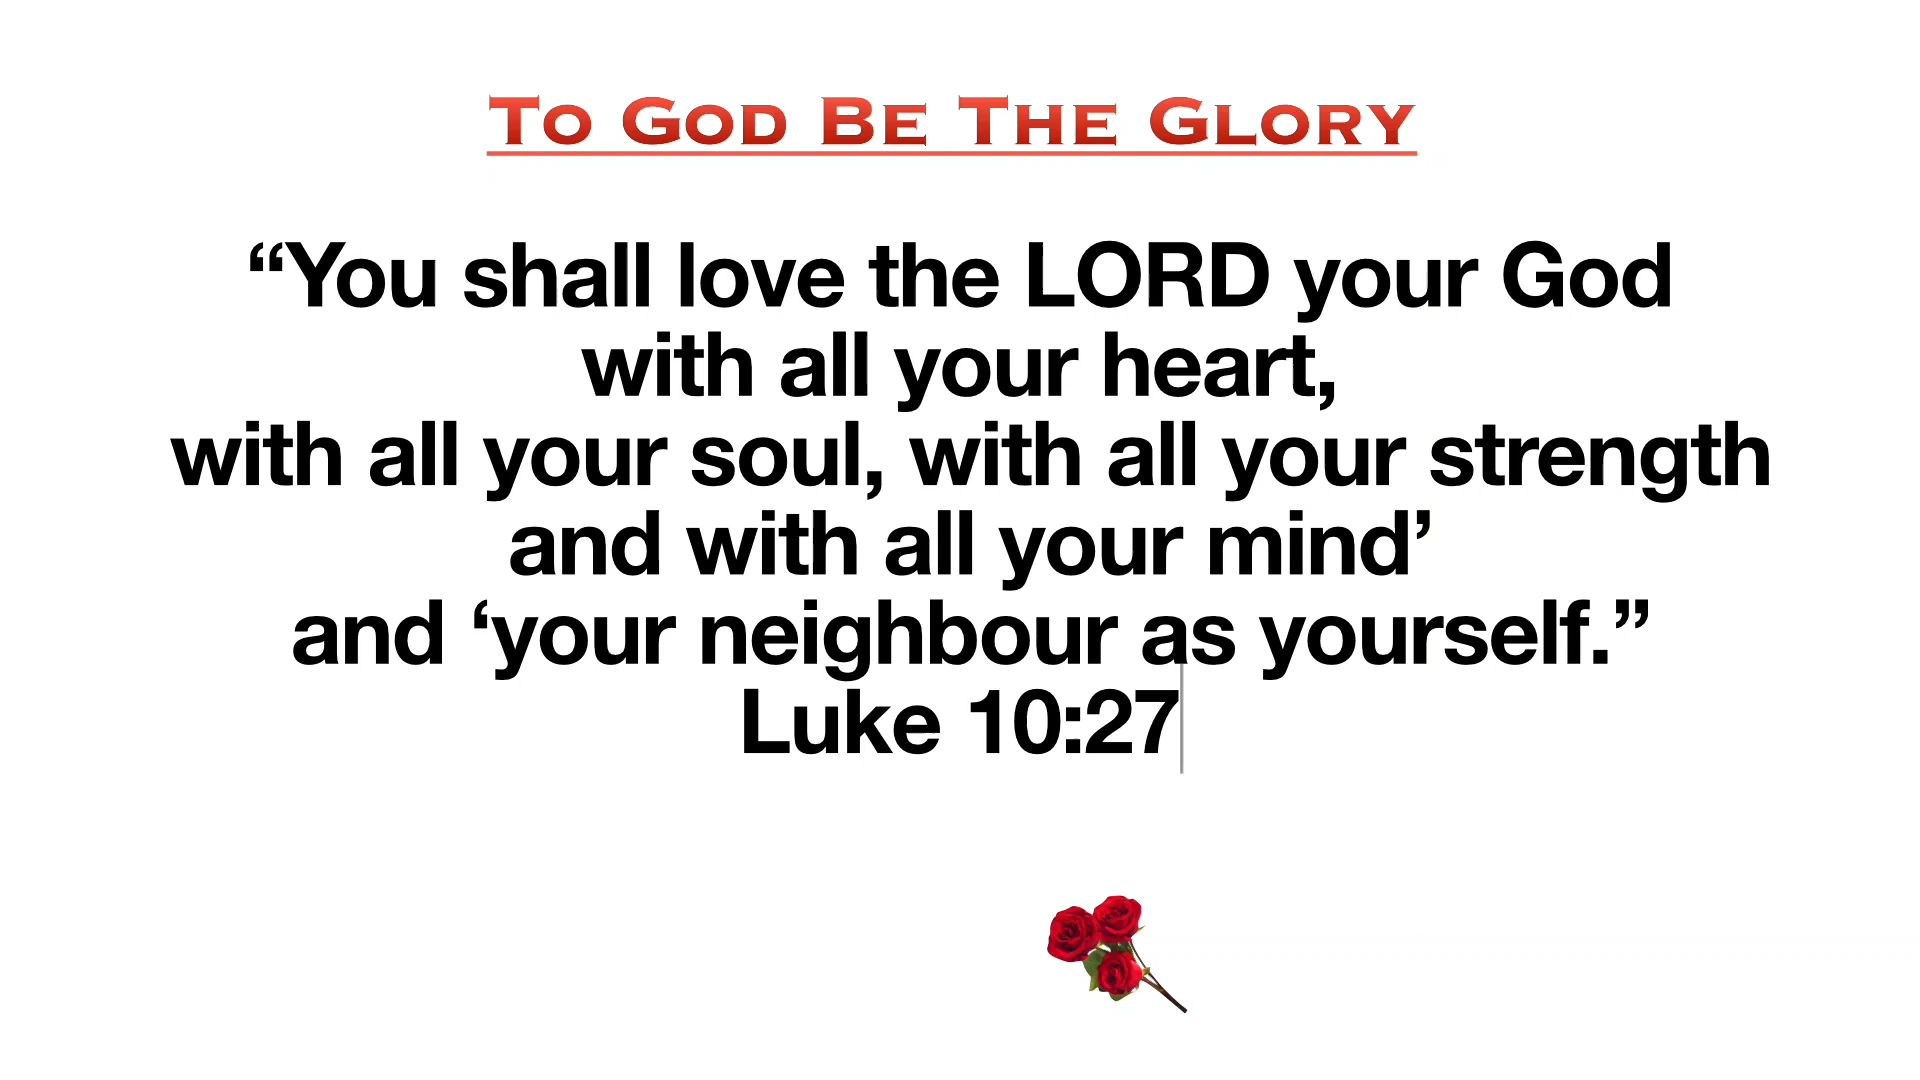 To God Be The Glory
“You shall love the LORD your God
with all your heart,
with all your soul, with all your strength
and with all your mind’
and ‘your neighbour as yourself.”
Luke 10:27